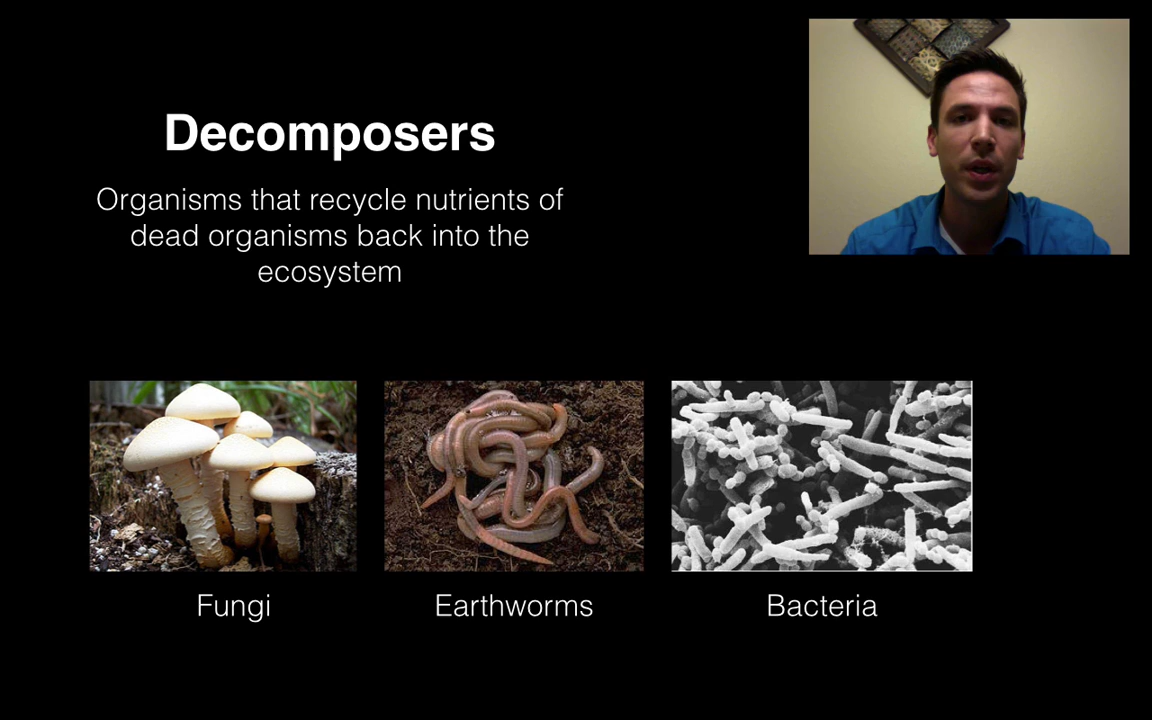 Decomposers
Organisms that recycle nutrients of
dead organisms back into the
ecosystem
Fungi
Earthworms
Bacteria